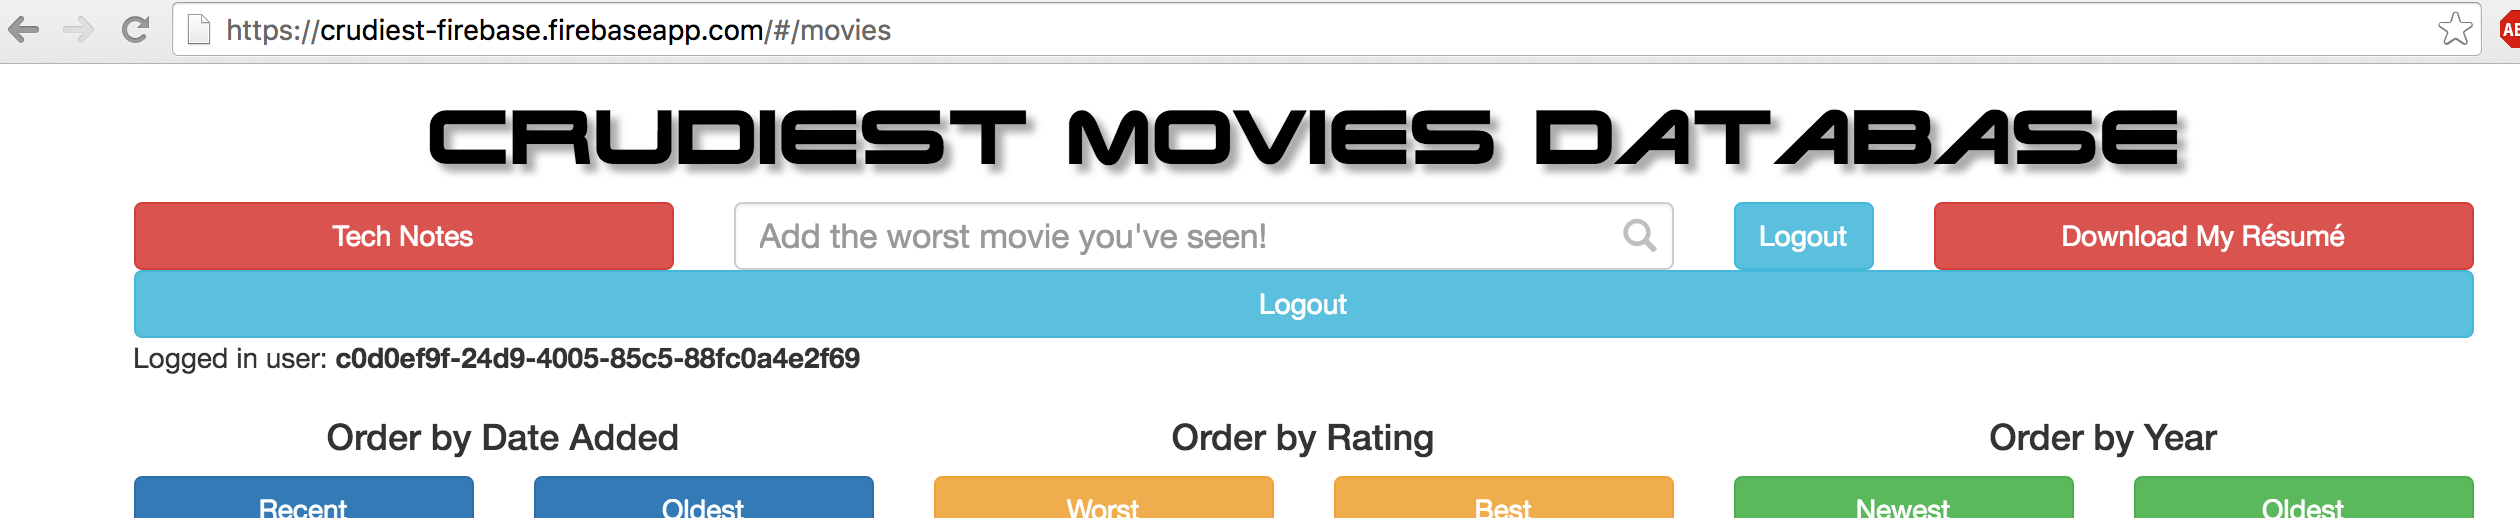 https://crudiest-firebase.firebaseapp.com/#/movies
AB
CRUDIEST MOVIES DATABASE
Tech Notes
Add the worst movie you've seen!
Logout
Download My Résumé
Logout
Logged in user: c0d0ef9f-24d9-4005-85c5-88fc0a4e2f69
Order by Date Added
Order by Rating
Order by Year
Recent
Oldest
Worst
Best
Newest
Oldest